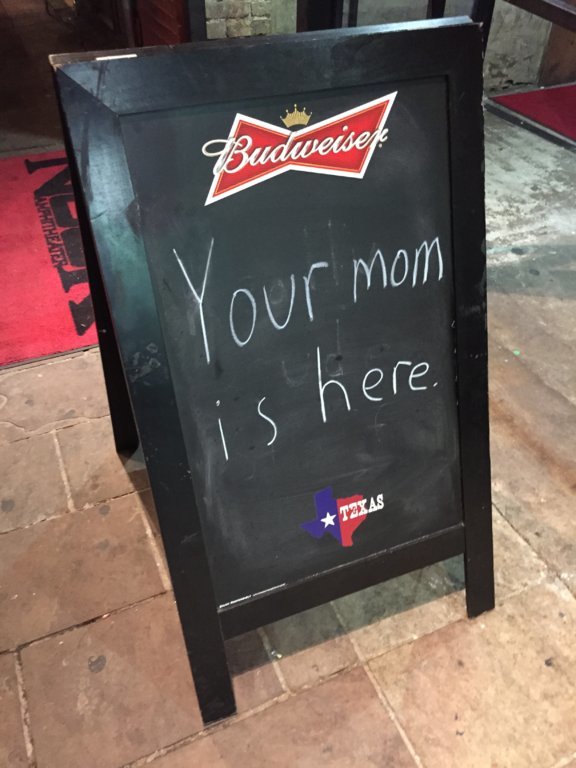 Budweiser
Your mom
is here.
TEXAS